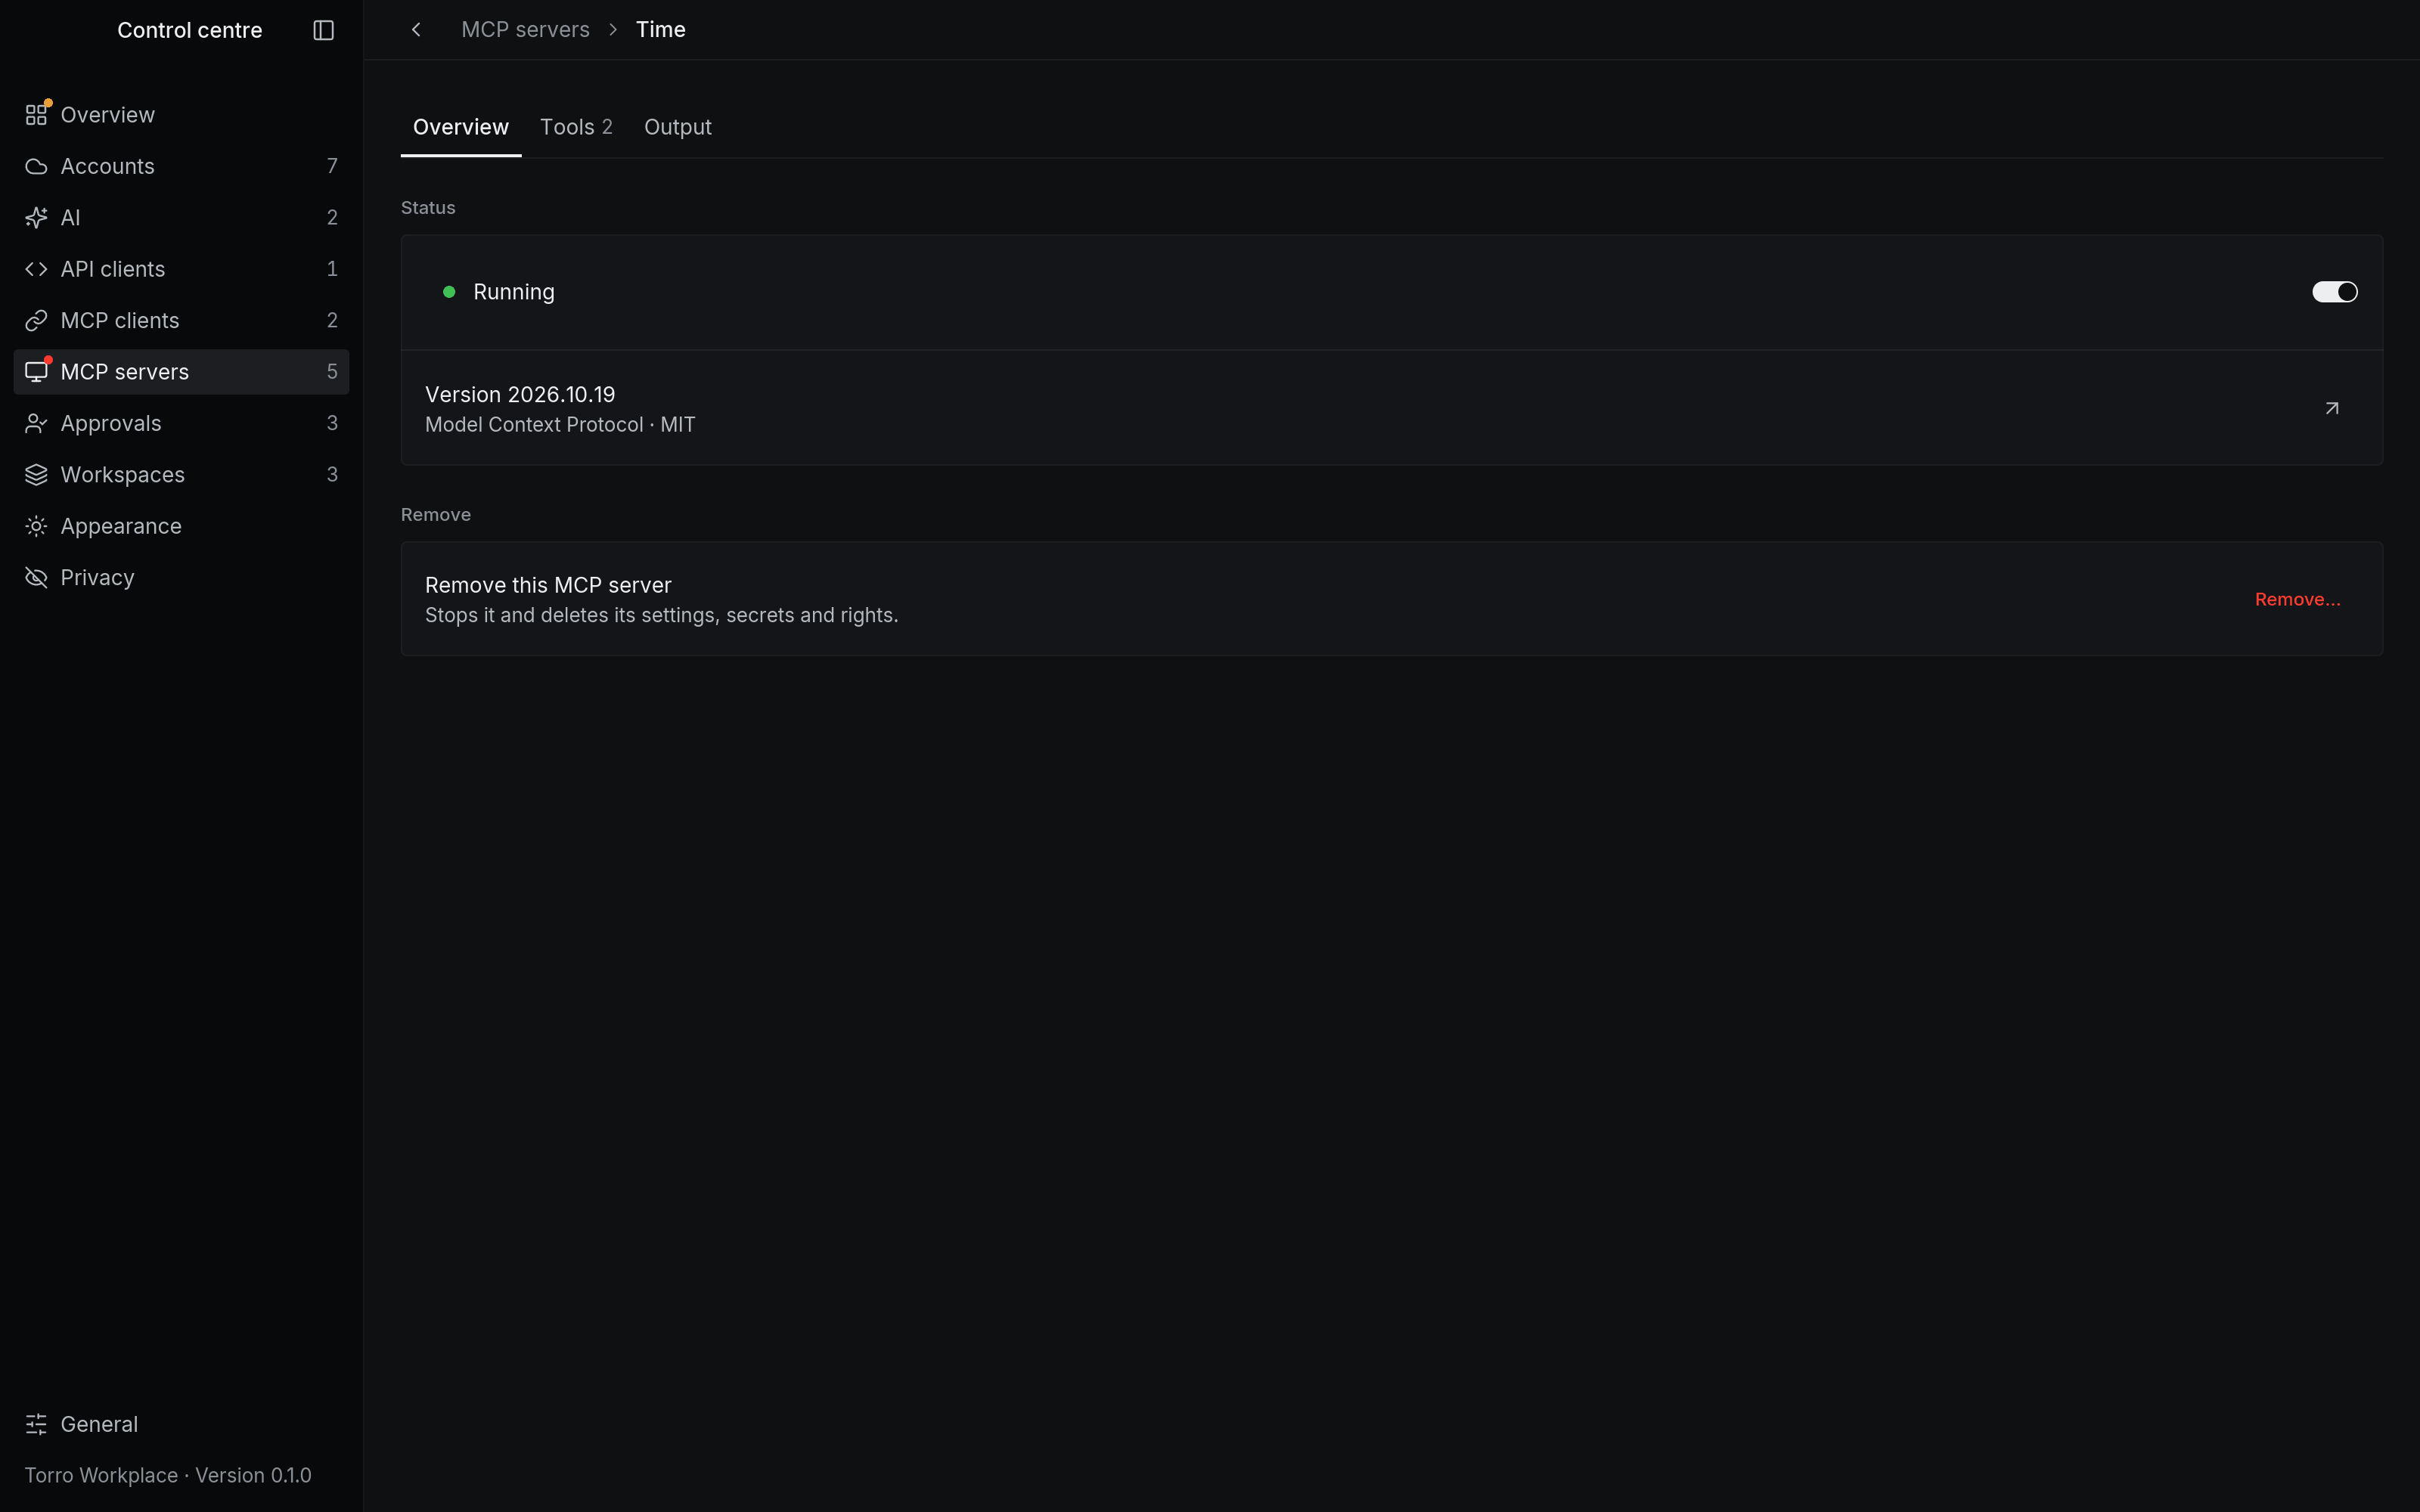 Control centre
Overview
Accounts 7
AI 2
API clients 1
MCP clients 2
MCP servers 5
Approvals 3
Workspaces 3
Appearance
Privacy
General
Torro Workplace · Version 0.1.0
MCP servers > Time
Overview Tools 2 Output
Status
Running
Version 2026.10.19
Model Context Protocol · MIT
Remove
Remove this MCP server
Stops it and deletes its settings, secrets and rights.
Remove...